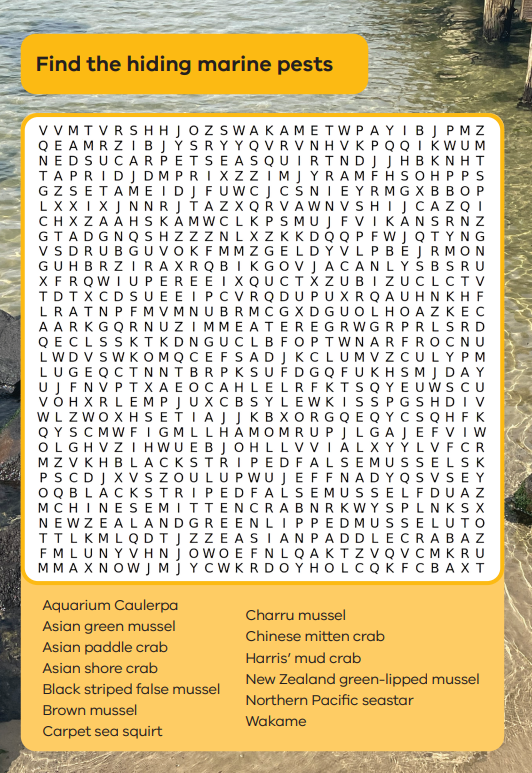 Find the hiding marine pests
V V M T V R S H H J O Z S W A K A M E T W P A Y I B J P M Z
Q E A M R Z I B J Y S R Y Y Q V R V N H V K P Q Q I K W U M
N E D S U C A R P E T S E A S Q U I R T N D J J H B K N H T
T A P R I D J D M P R I X Z Z I M J Y R A M F H S O H P P S
G Z S E T A M E I D J F U W C J C S N I E Y R M G X B B O P
L X X I X J N N R J T A Z X Q R V A W N V S H I J C A Z Q I
C H X Z A A H S K A M W C L K P S M U J F V I K A N S R N Z
G T A D G N Q S H Z Z Z N L X Z K K D Q Q P F W J Q T Y N G
V S D R U B G U V O K F M M Z G E L D Y V L P B E J R M O N
G U H B R Z I R A X R Q B I K G O V J A C A N L Y S B S R U
X F R Q W I U P E R E E I X Q U C T X Z U B I Z U C L C T V
T D T X C D S U E E I P C V R Q D U P U X R Q A U H N K H F
L R A T N P F M V M N U B R M C G X D G U O L H O A Z K E C
A A R K G Q R N U Z I M M E A T E R E G R W G R P R L S R D
Q E C L S S K T K D N G U C L B F O P T W N A R F R O C N U
L W D V S W K O M Q C E F S A D J K C L U M V Z C U L Y P M
L U G E Q C T N N T B R P K S U F D G Q F U K H S M J D A Y
U J F N V P T X A E O C A H L E L R F K T S Q Y E U W S C U
V O H X R L E M P J U X C B S Y L E W K I S S P G S H D I V
W L Z W O X H S E T I A J J K B X O R G Q E Q Y C S Q H F K
Q Y S C M W F I G M L L H A M O M R U P J L G A J E F V I W
O L G H V Z I H W U E B J O H L L V V I A L X Y Y L V F C R
M Z V K H B L A C K S T R I P E D F A L S E M U S S E L S K
P S C D J X V S Z O U L U P W U J E F F N A D Y Q S V S E Y
O Q B L A C K S T R I P E D F A L S E M U S S E L F D U A Z
M C H I N E S E M I T T E N C R A B N R K W Y S P L N K S X
N E W Z E A L A N D G R E E N L I P P E D M U S S E L U T O
T T L K M L Q D T J Z Z E A S I A N P A D D L E C R A B A Z
F M L U N Y V H N J O W O E F N L Q A K T Z V Q V C M K R U
M M A X N O W J M J Y C W K R D O Y H O L C Q K F C B A X T
Aquarium Caulerpa
Asian green mussel
Asian paddle crab
Asian shore crab
Black striped false mussel
Brown mussel
Carpet sea squirt
Charru mussel
Chinese mitten crab
Harris' mud crab
New Zealand green-lipped mussel
Northern Pacific seastar
Wakame